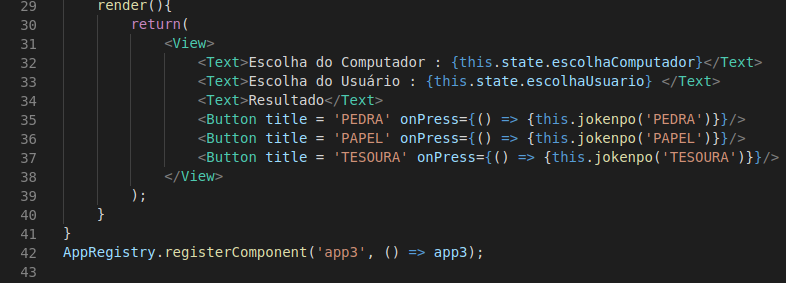 29 render(){
30 return(
31 <View>
32 <Text>Escolha do Computador : {this.state.escolhaComputador}</Text>
33 <Text>Escolha do Usuário : {this.state.escolhaUsuario} </Text>
34 <Text>Resultado</Text>
35 <Button title = 'PEDRA' onPress={() => {this.jokenpo('PEDRA')}}/>
36 <Button title = 'PAPEL' onPress={() => {this.jokenpo('PAPEL')}}/>
37 <Button title = 'TESOURA' onPress={() => {this.jokenpo('TESOURA')}}/>
38 </View>
39 );
40 }
41 }
42 AppRegistry.registerComponent('app3', () => app3);
43